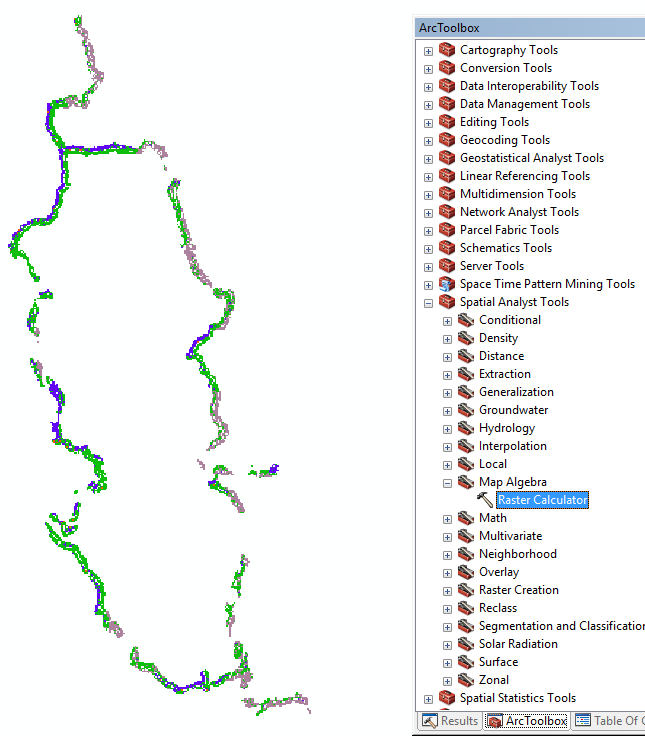 ArcToolbox
Cartography Tools
Conversion Tools
Data Interoperability Tools
Data Management Tools
Editing Tools
Geocoding Tools
Geostatistical Analyst Tools
Linear Referencing Tools
Multidimension Tools
Network Analyst Tools
Parcel Fabric Tools
Schematics Tools
Server Tools
Space Time Pattern Mining Tools
Spatial Analyst Tools
Conditional
Density
Distance
Extraction
Generalization
Groundwater
Hydrology
Interpolation
Local
Map Algebra
Raster Calculator
Math
Multivariate
Neighborhood
Overlay
Raster Creation
Reclass
Segmentation and Classification
Solar Radiation
Surface
Zonal
Spatial Statistics Tools
Results ArcToolbox Table Of